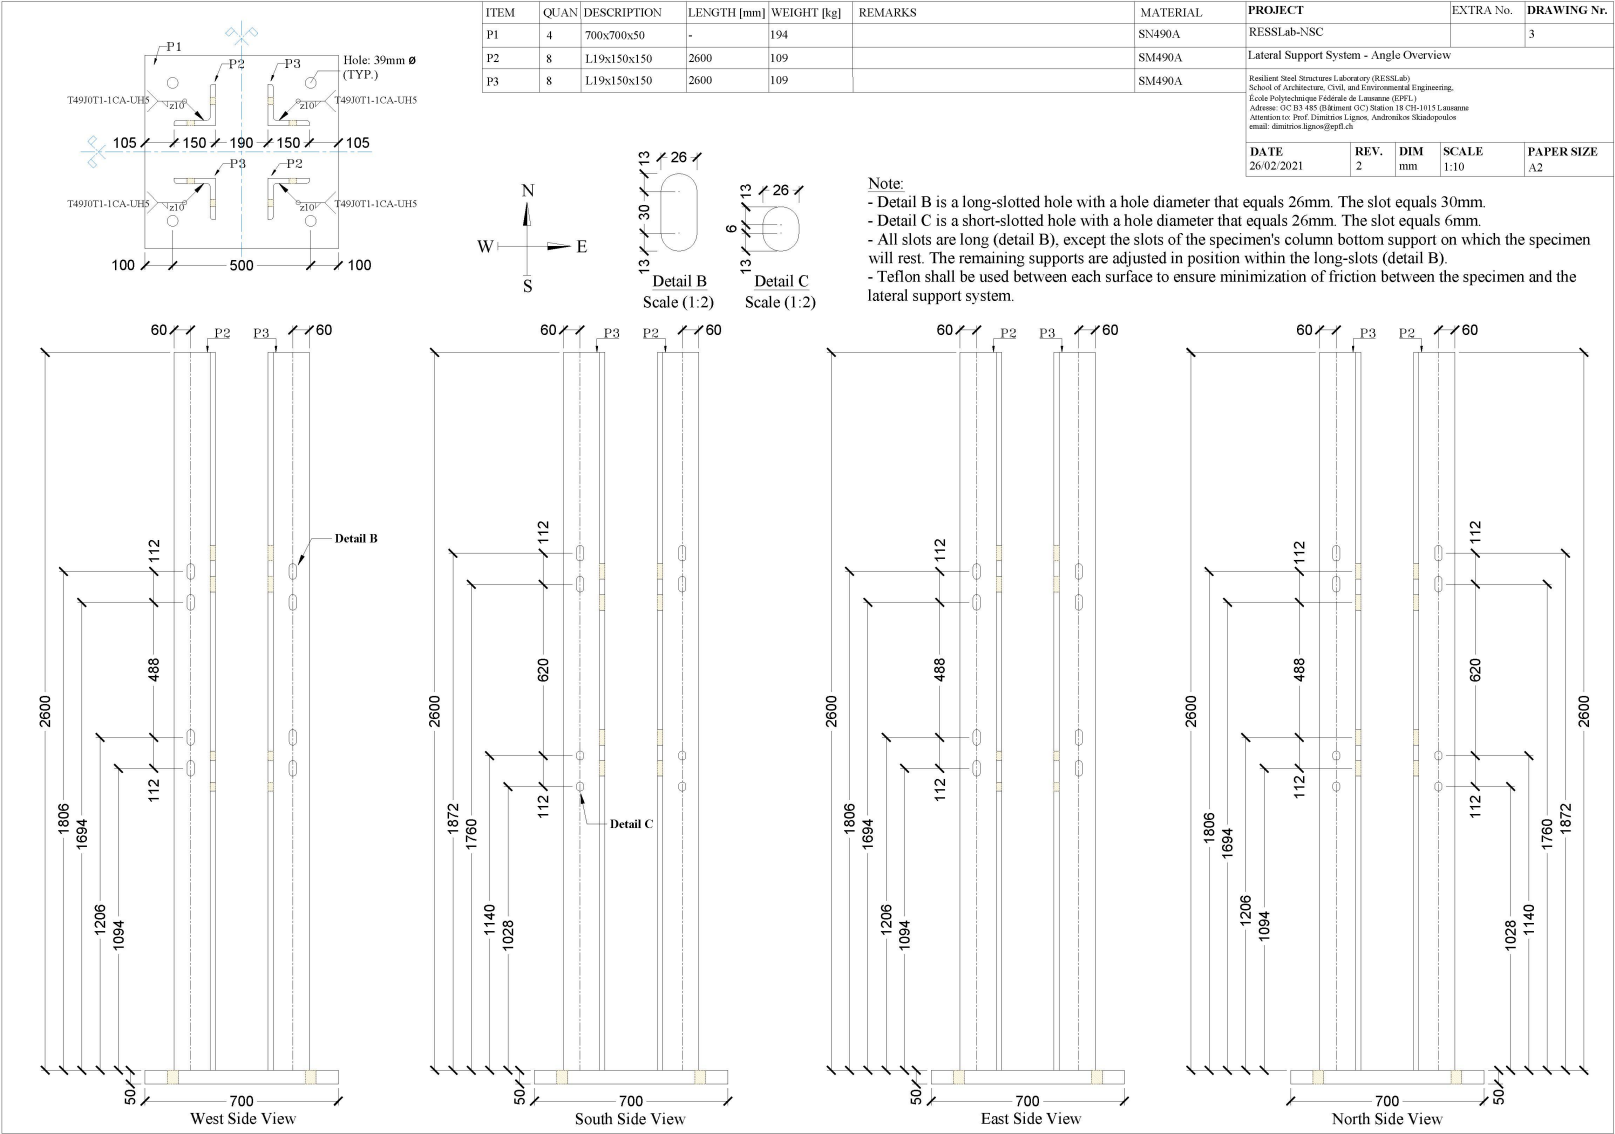 ITEM QUAN DESCRIPTION LENGTH [mm] WEIGHT [kg] REMARKS MATERIAL
P1 4 700x700x50 - 194 SN490A
P2 8 L19x150x150 2600 109 SM490A
P3 8 L19x150x150 2600 109 SM490A
PROJECT EXTRA No. DRAWING Nr.
RESSLab-NSC 3
Lateral Support System - Angle Overview
Resilient Steel Structures Laboratory (RESSLab)
School of Architecture, Civil, and Environmental Engineering,
École Polytechnique Fédérale de Lausanne (EPFL)
Adresse: GC B3 485 (Bâtiment GC) Station 18 CH-1015 Lausanne
Attention to: Prof. Dimitrios Lignos, Andronikos Skiadopoulos
email: dimitrios.lignos@epfl.ch
DATE REV. DIM SCALE PAPER SIZE
26/02/2021 2 mm 1:10 A2
P1
P2 P3 Hole: 39mm ø
(TYP.)
T49J0T1-1CA-UH5 z10 z10 T49J0T1-1CA-UH5
105 150 190 150 105
P3 P2
T49J0T1-1CA-UH5 z10 z10 T49J0T1-1CA-UH5
100 500 100
N
W E
S
13 26
30
13
Detail B
Scale (1:2)
13 26
6
13
Detail C
Scale (1:2)
Note:
- Detail B is a long-slotted hole with a hole diameter that equals 26mm. The slot equals 30mm.
- Detail C is a short-slotted hole with a hole diameter that equals 26mm. The slot equals 6mm.
- All slots are long (detail B), except the slots of the specimen's column bottom support on which the specimen
will rest. The remaining supports are adjusted in position within the long-slots (detail B).
- Teflon shall be used between each surface to ensure minimization of friction between the specimen and the
lateral support system.
60 P2 P3 60
112
Detail B
488
2600
112
1806
1694
1206
1094
50
700
West Side View
60 P3 P2 60
112
620
2600
112
Detail C
1872
1760
1140
1028
50
700
South Side View
60 P2 P3 60
112
488
2600
112
1806
1694
1206
1094
50
700
East Side View
60 P3 P2 60
112 112
488 620
2600 2600
112 112
1806 1872
1694 1760
1206 1140
1094 1028
50
700
North Side View